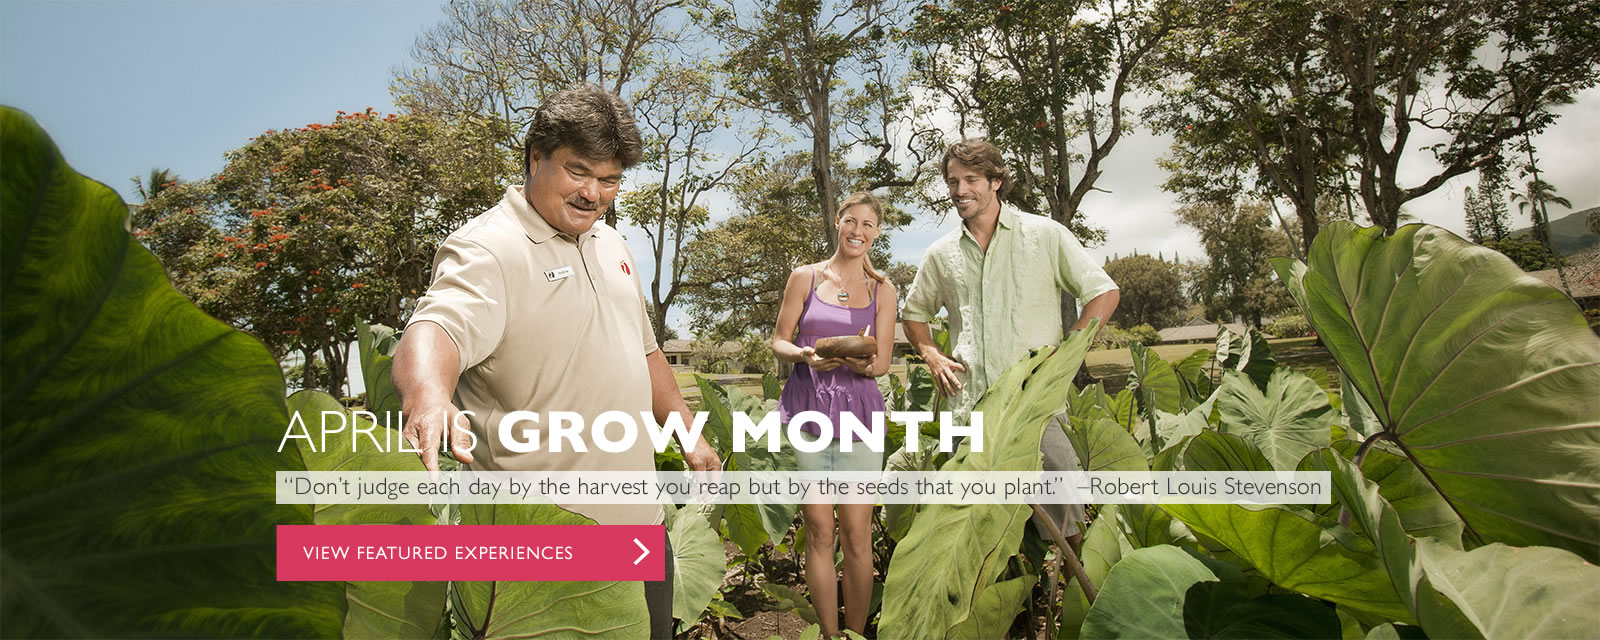 APRIL IS GROW MONTH
“Don’t judge each day by the harvest you reap but by the seeds that you plant.” –Robert Louis Stevenson
VIEW FEATURED EXPERIENCES